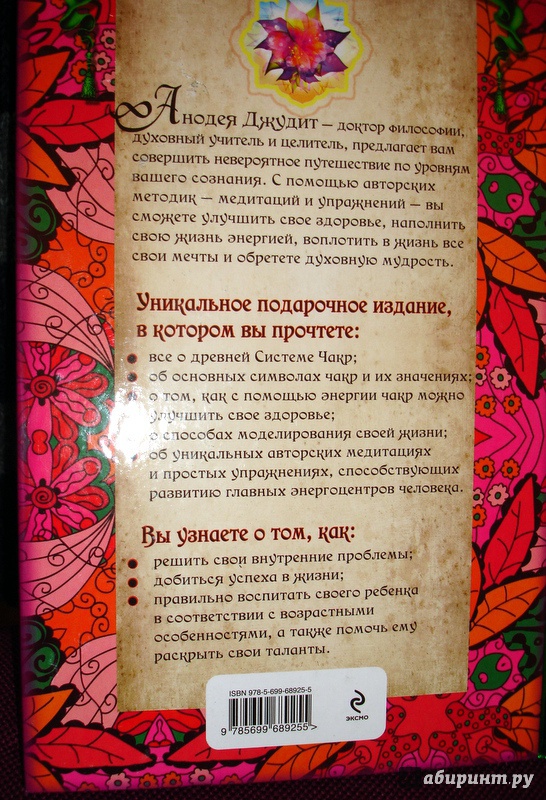 Анодея Джудит – доктор философии,
духовный учитель и целитель, предлагает вам
совершить невероятное путешествие по уровням
вашего сознания. С помощью авторских
методик – медитаций и упражнений – вы
сможете улучшить свое здоровье, наполнить
свою жизнь энергией, воплотить в жизнь все
свои мечты и обретете духовную мудрость.
Уникальное подарочное издание,
в котором вы прочтете:
• все о древней Системе Чакр;
• об основных символах чакр и их значениях;
• о том, как с помощью энергии чакр можно
улучшить свое здоровье;
• о способах моделирования своей жизни;
• об уникальных авторских медитациях
и простых упражнениях, способствующих
развитию главных энергоцентров человека.
Вы узнаете о том, как:
• решить свои внутренние проблемы;
• добиться успеха в жизни;
• правильно воспитать своего ребенка
в соответствии с возрастными
особенностями, а также помочь ему
раскрыть свои таланты.
ISBN 978-5-699-68925-5
9 785699 689255 >
эксмо
абиринт.ру